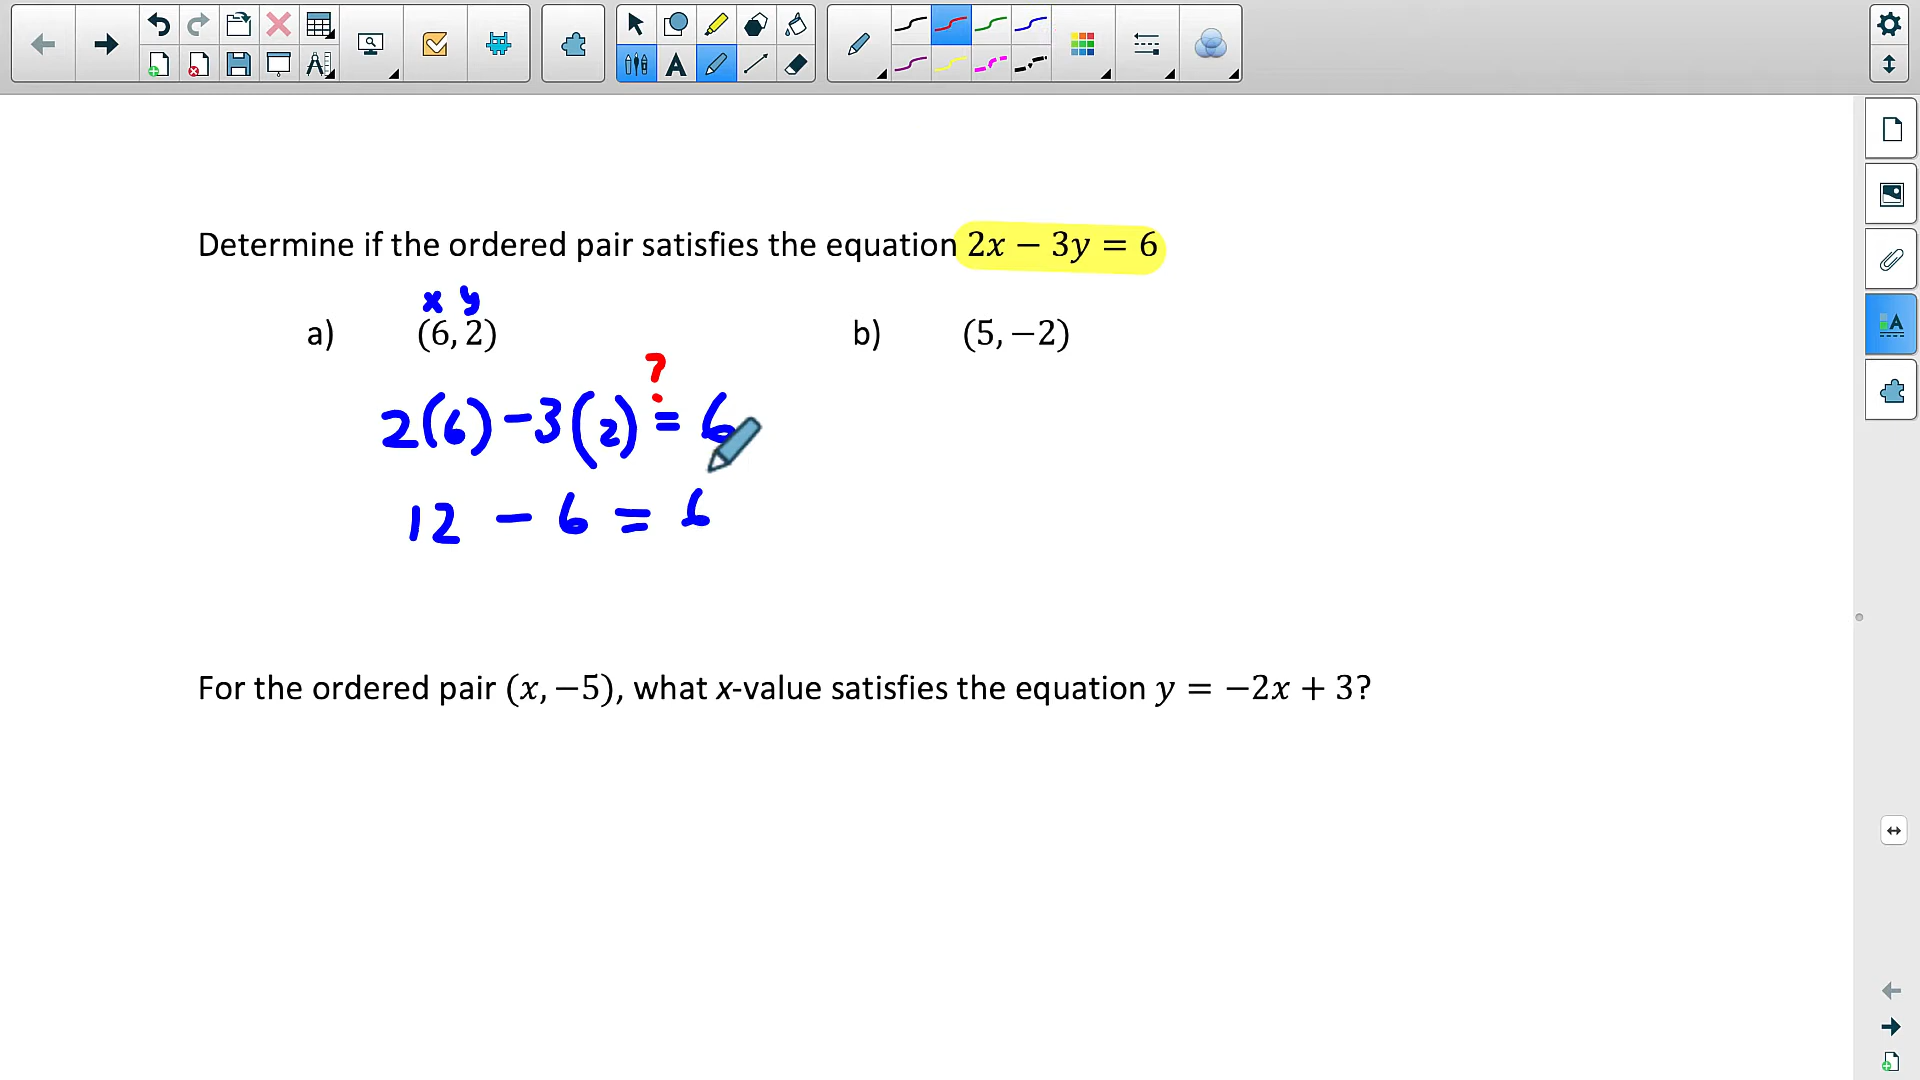 Determine if the ordered pair satisfies the equation 2x − 3y = 6
x y
a) (6, 2) b) (5, −2)
?
2(6) − 3(2) = 6
12 − 6 = 6
For the ordered pair (x, −5), what x-value satisfies the equation y = −2x + 3?